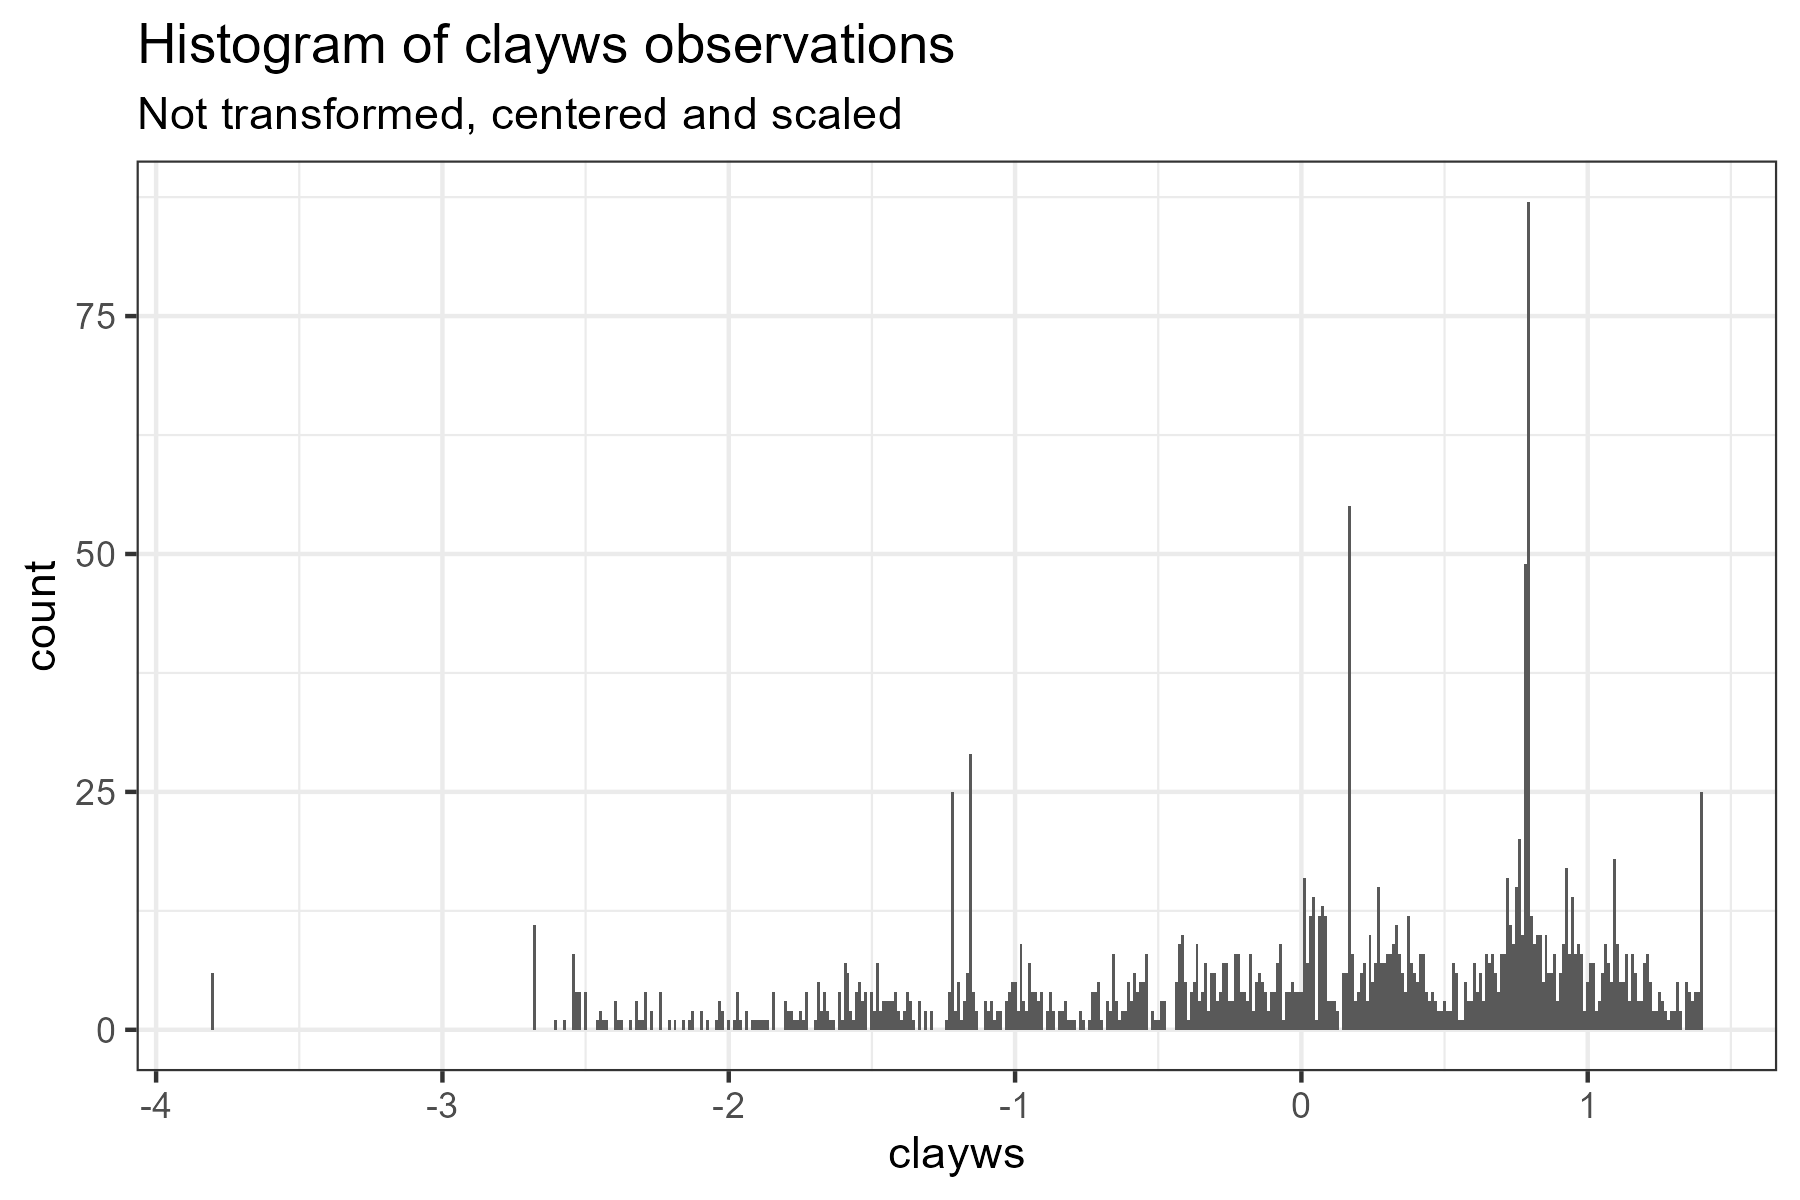 Histogram of clayws observations
Not transformed, centered and scaled
75
50
25
0
count
-4 -3 -2 -1 0 1
clayws